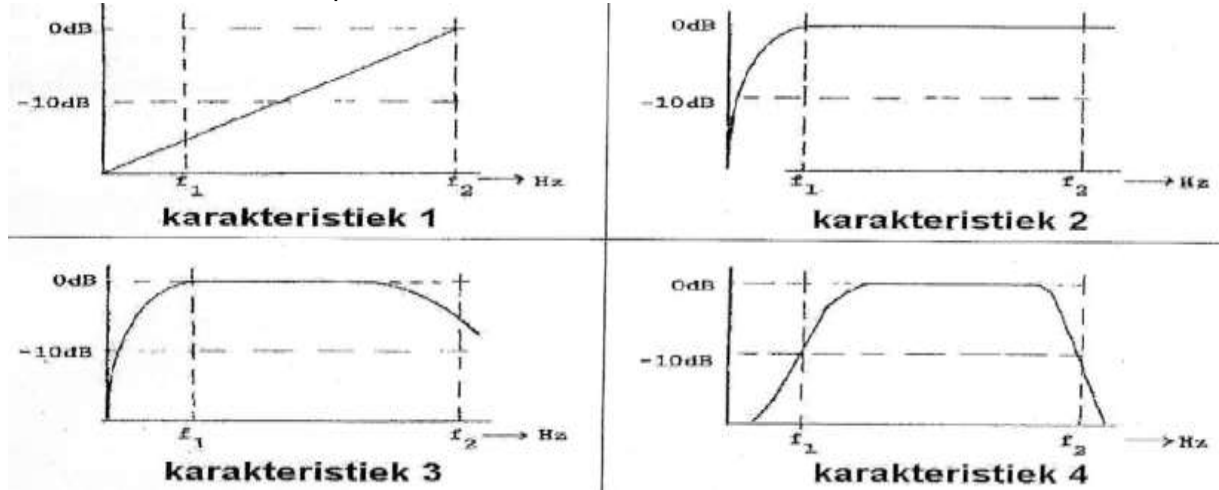 0dB
-10dB
f1 f2 → Hz
karakteristiek 1
0dB
-10dB
f1 f2 → Hz
karakteristiek 2
0dB
-10dB
f1 f2 → Hz
karakteristiek 3
0dB
-10dB
f1 f2 → Hz
karakteristiek 4